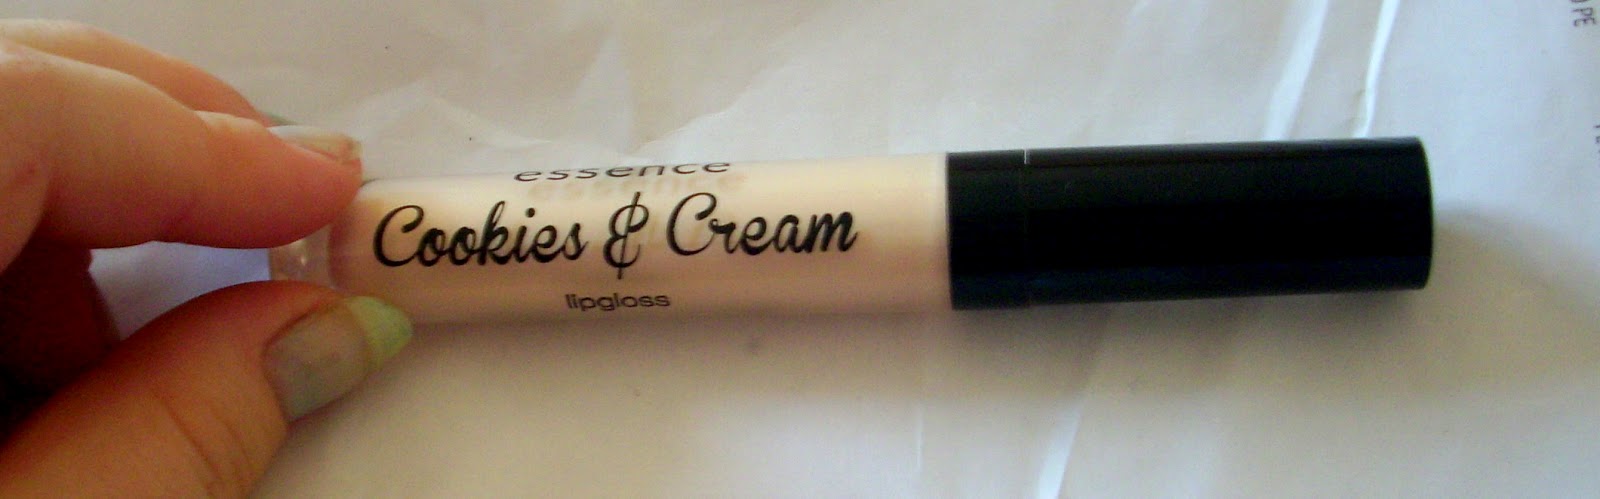 essence
Cookies & Cream
lipgloss